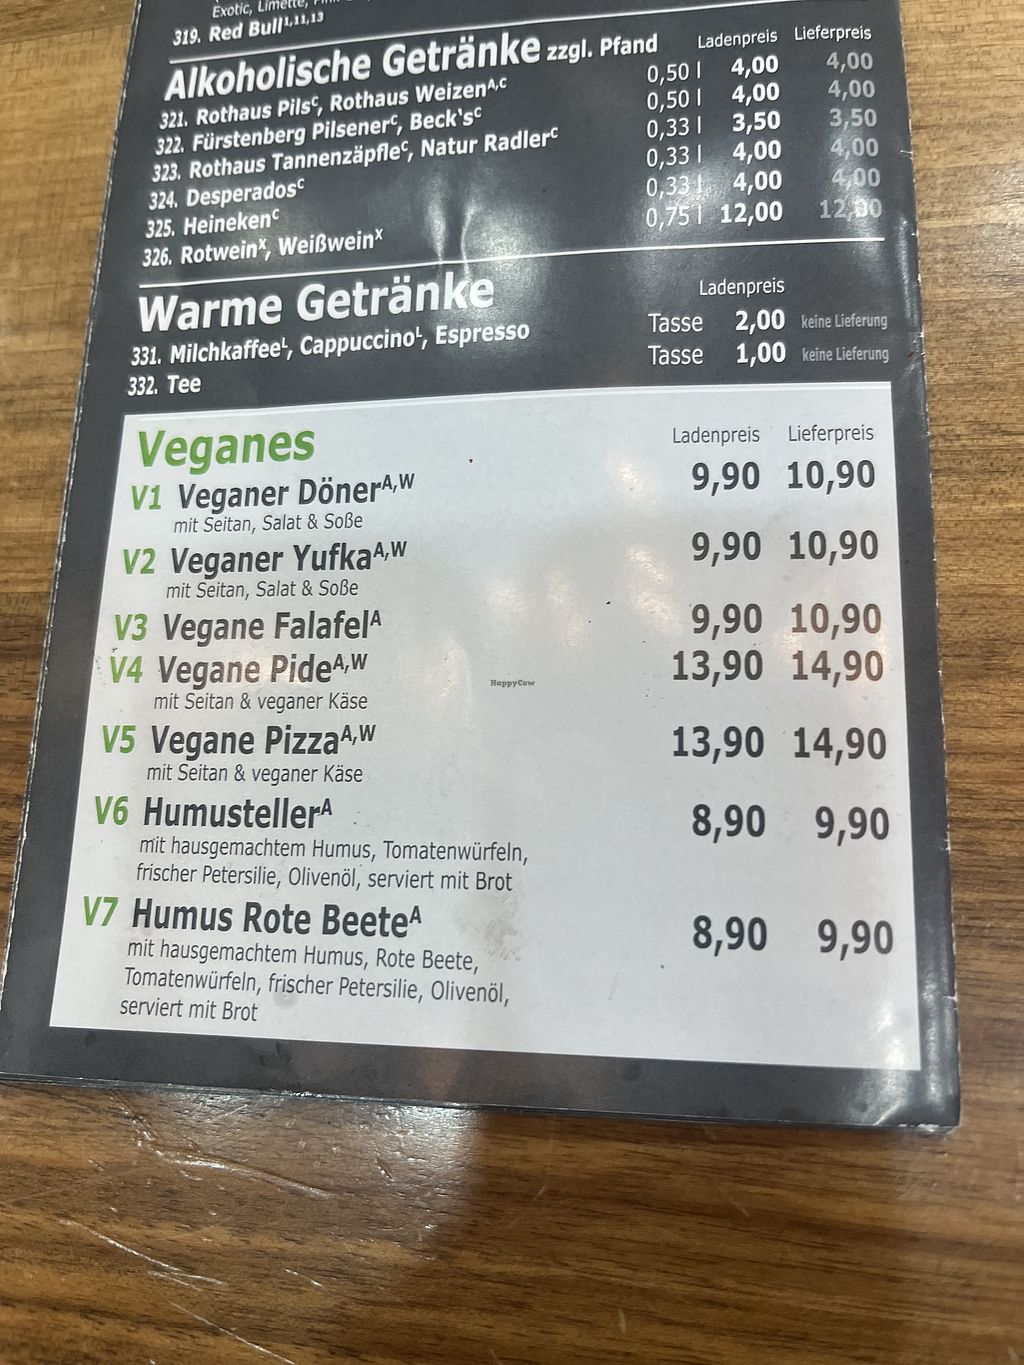 Exotic, Limette,
319. Red Bull1,11,13
Alkoholische Getränke zzgl. Pfand Ladenpreis Lieferpreis
321. Rothaus PilsC, Rothaus WeizenA,C 0,50 l 4,00 4,00
322. Fürstenberg PilsenerC, Beck'sC 0,50 l 4,00 4,00
323. Rothaus TannenzäpfleC, Natur RadlerC 0,33 l 3,50 3,50
324. DesperadosC 0,33 l 4,00 4,00
325. HeinekenC 0,33 l 4,00 4,00
326. RotweinX, WeißweinX 0,75 l 12,00 12,00
Warme Getränke Ladenpreis
331. MilchkaffeeL, CappuccinoL, Espresso Tasse 2,00 keine Lieferung
332. Tee Tasse 1,00 keine Lieferung
Veganes Ladenpreis Lieferpreis
V1 Veganer DönerA,W 9,90 10,90
mit Seitan, Salat & Soße
V2 Veganer YufkaA,W 9,90 10,90
mit Seitan, Salat & Soße
V3 Vegane FalafelA 9,90 10,90
V4 Vegane PideA,W 13,90 14,90
mit Seitan & veganer Käse
V5 Vegane PizzaA,W 13,90 14,90
mit Seitan & veganer Käse
V6 HumustellerA 8,90 9,90
mit hausgemachtem Humus, Tomatenwürfeln,
frischer Petersilie, Olivenöl, serviert mit Brot
V7 Humus Rote BeeteA 8,90 9,90
mit hausgemachtem Humus, Rote Beete,
Tomatenwürfeln, frischer Petersilie, Olivenöl,
serviert mit Brot
HappyCow